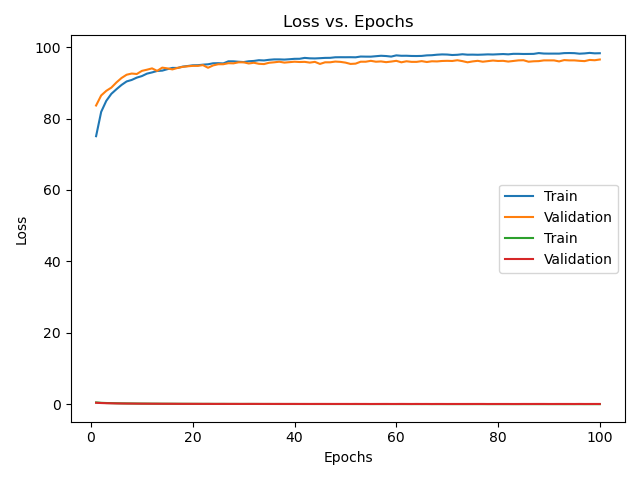 Loss vs. Epochs
100
80
60
40
20
0
Loss
Train
Validation
Train
Validation
0 20 40 60 80 100
Epochs